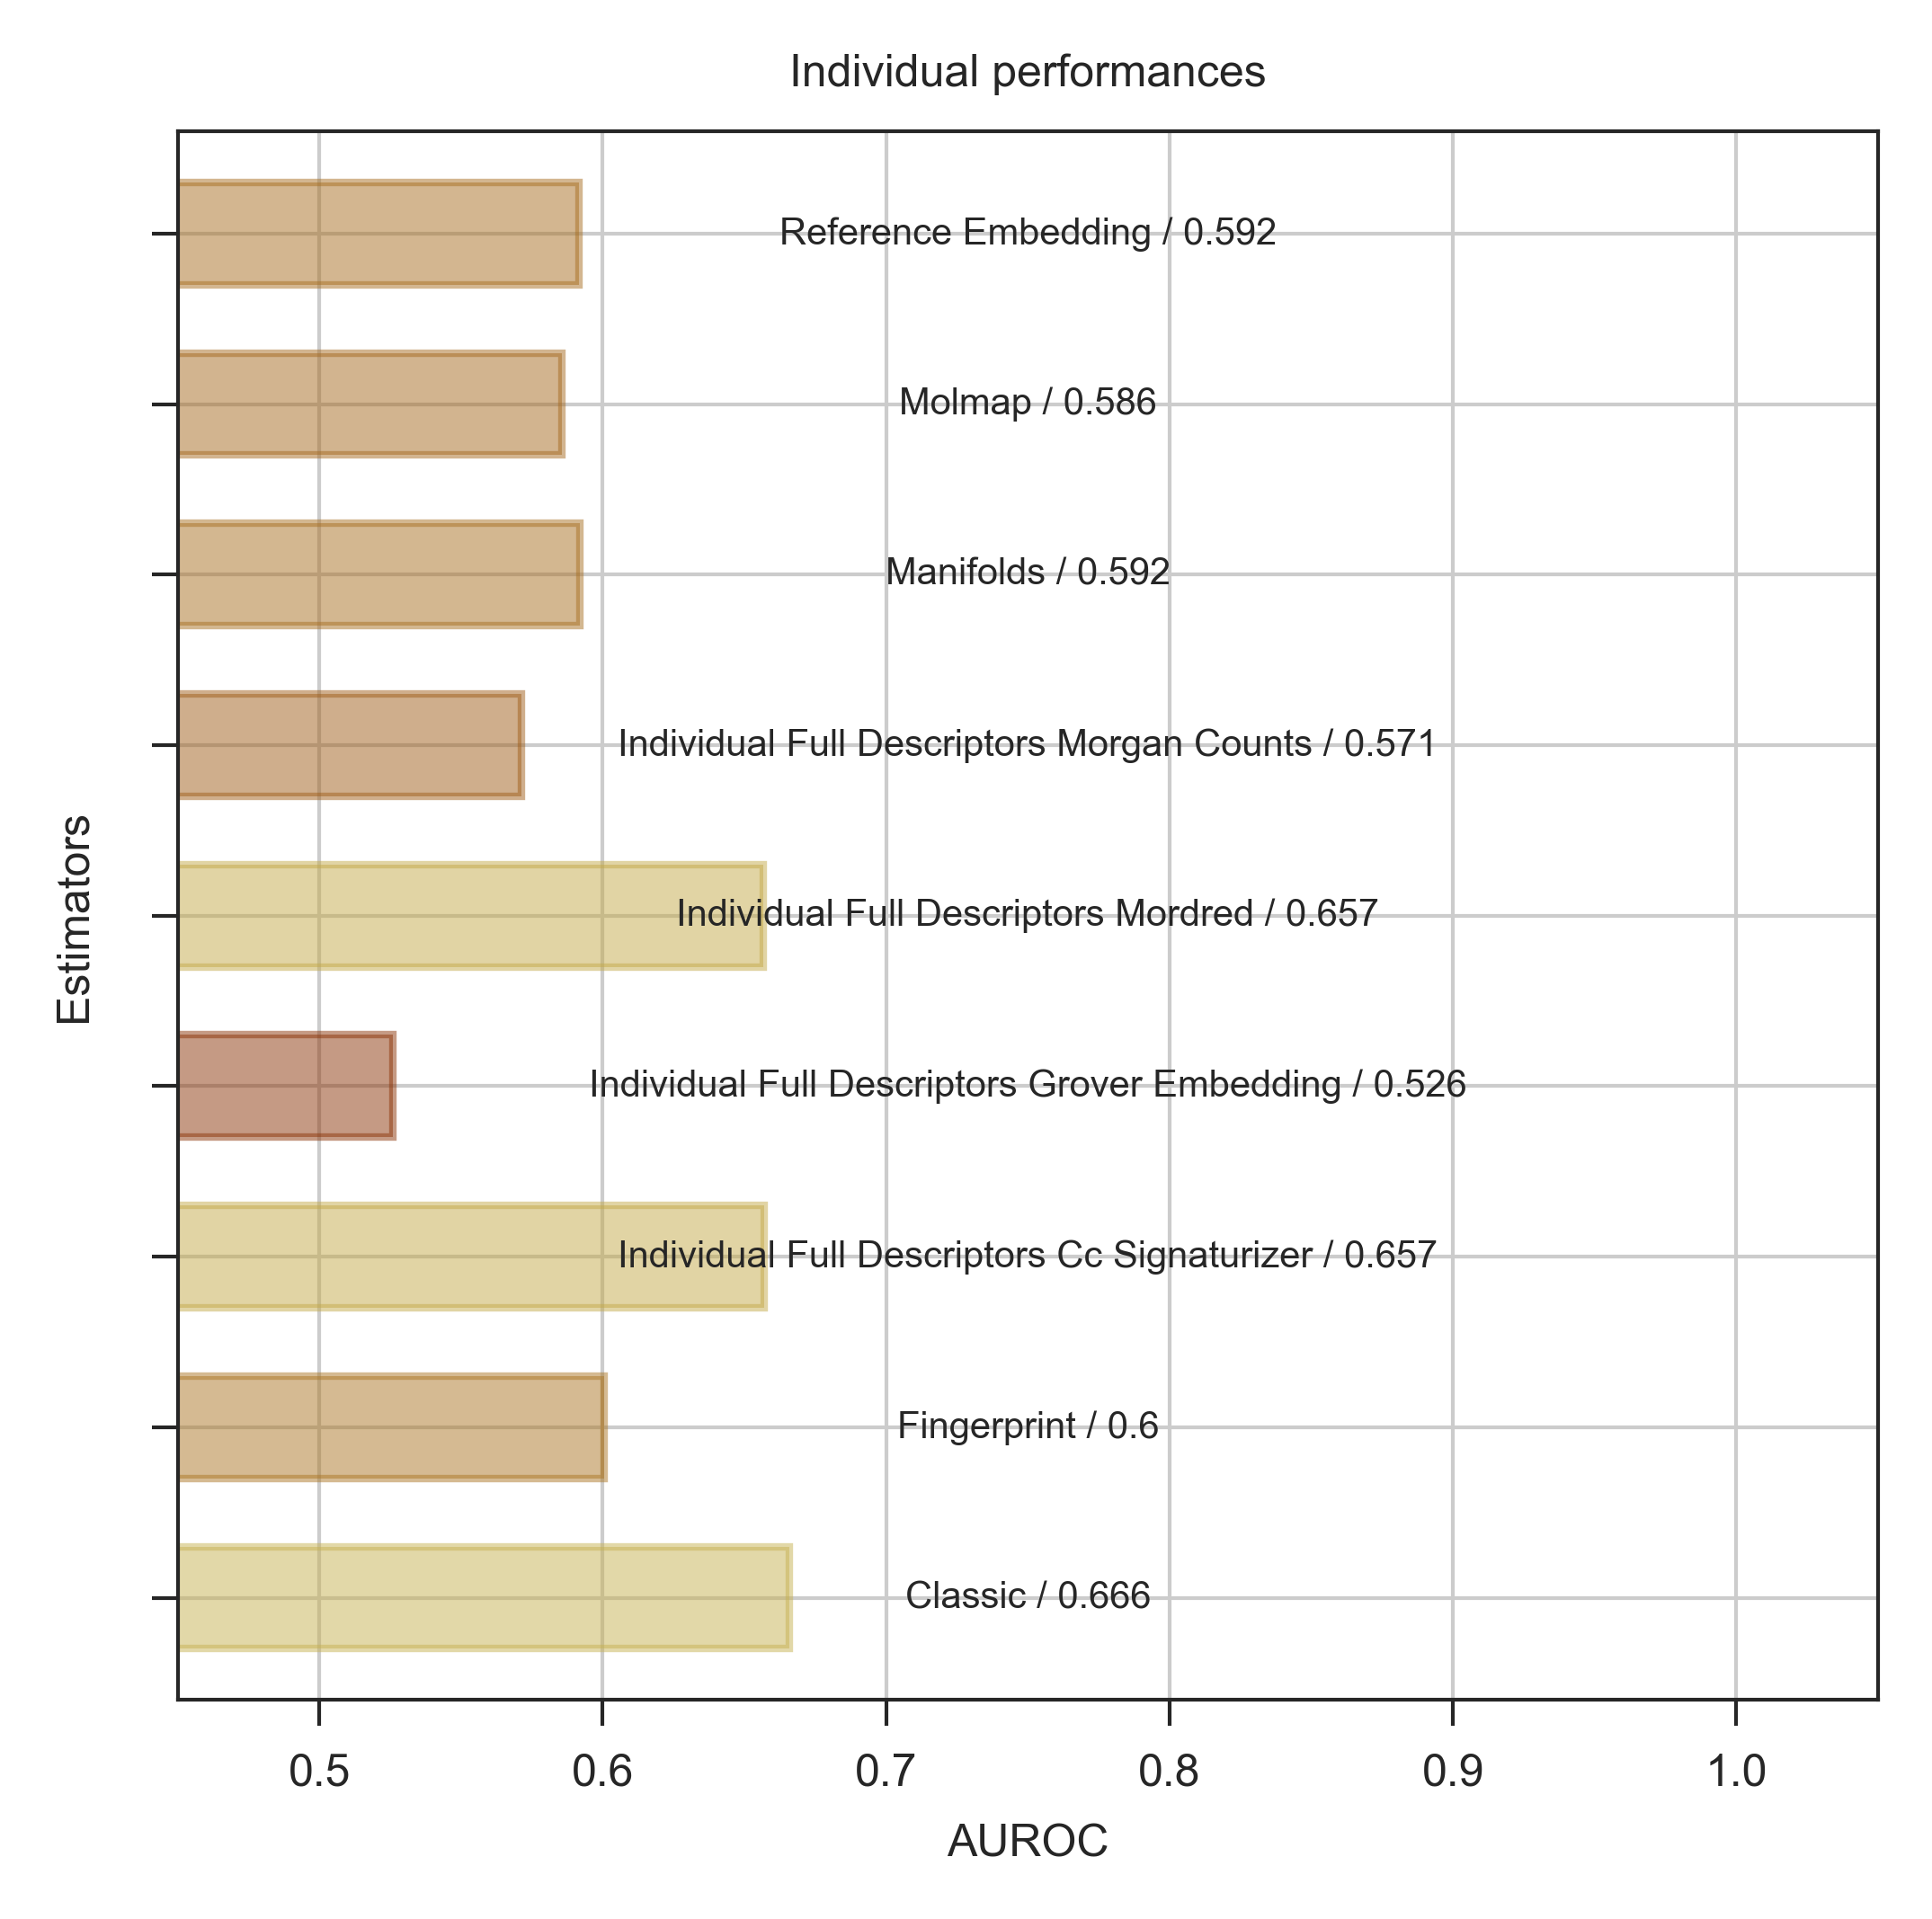 Individual performances
Reference Embedding / 0.592
Molmap / 0.586
Manifolds / 0.592
Individual Full Descriptors Morgan Counts / 0.571
Individual Full Descriptors Mordred / 0.657
Individual Full Descriptors Grover Embedding / 0.526
Individual Full Descriptors Cc Signaturizer / 0.657
Fingerprint / 0.6
Classic / 0.666
Estimators
0.5 0.6 0.7 0.8 0.9 1.0
AUROC